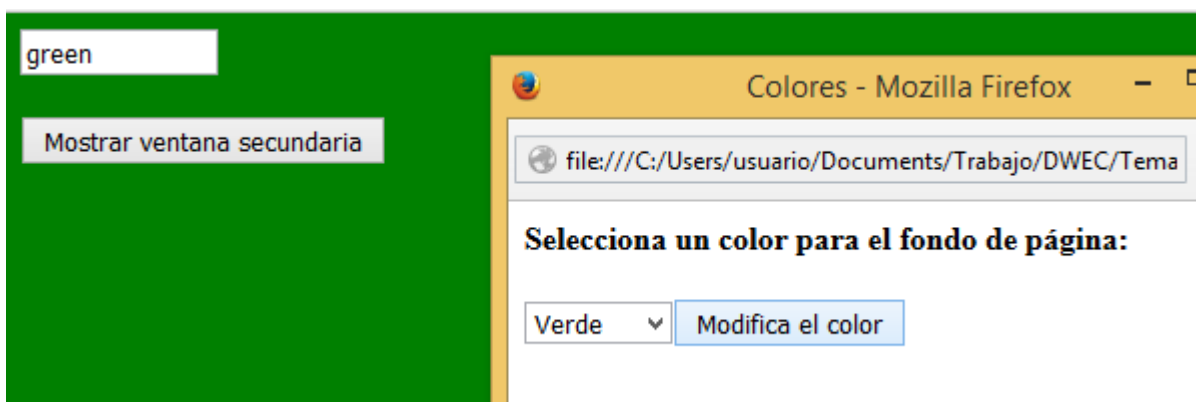 green
Mostrar ventana secundaria
Colores - Mozilla Firefox
file:///C:/Users/usuario/Documents/Trabajo/DWEC/Tema
Selecciona un color para el fondo de página:
Verde
Modifica el color